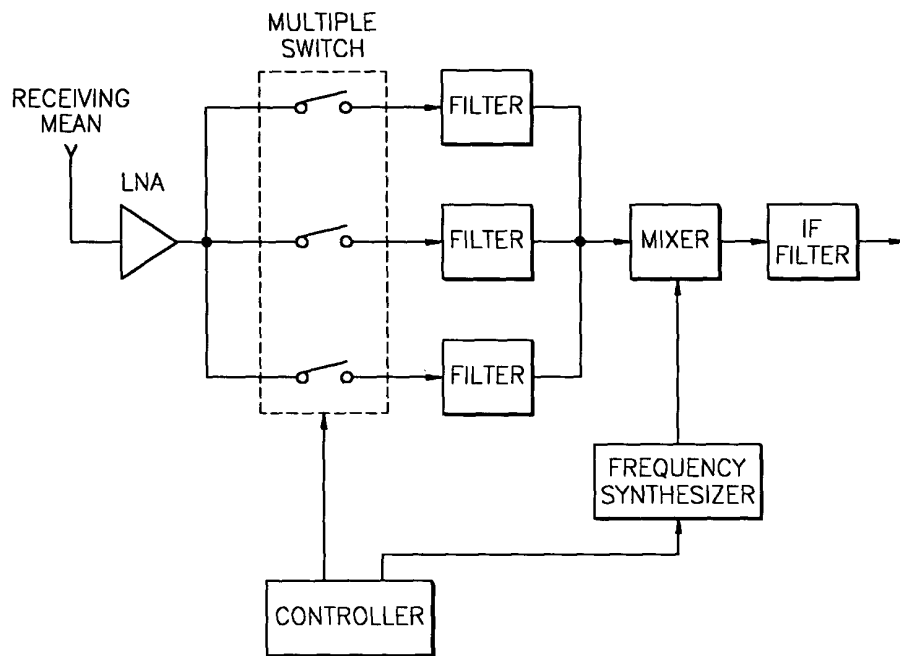 MULTIPLE
SWITCH
RECEIVING
MEAN
LNA
FILTER
FILTER
MIXER
IF
FILTER
FILTER
FREQUENCY
SYNTHESIZER
CONTROLLER